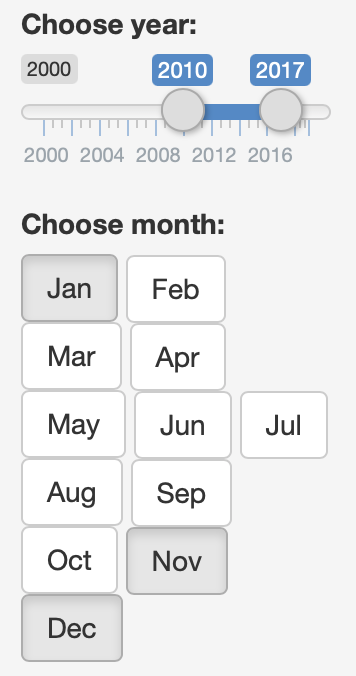 Choose year:
2000 2010 2017
2000 2004 2008 2012 2016
Choose month:
Jan Feb
Mar Apr
May Jun Jul
Aug Sep
Oct Nov
Dec